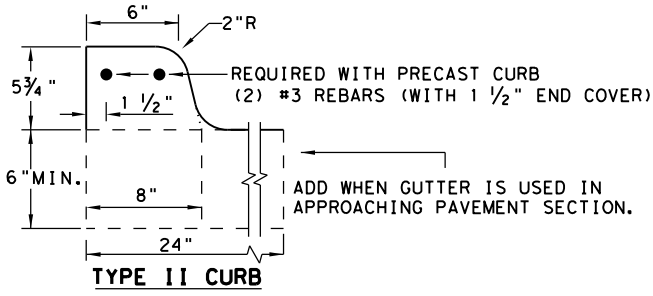 6"
2"R
5¾"
REQUIRED WITH PRECAST CURB
(2) #3 REBARS (WITH 1 ½" END COVER)
1 ½"
6"MIN.
ADD WHEN GUTTER IS USED IN
APPROACHING PAVEMENT SECTION.
8"
24"
TYPE II CURB